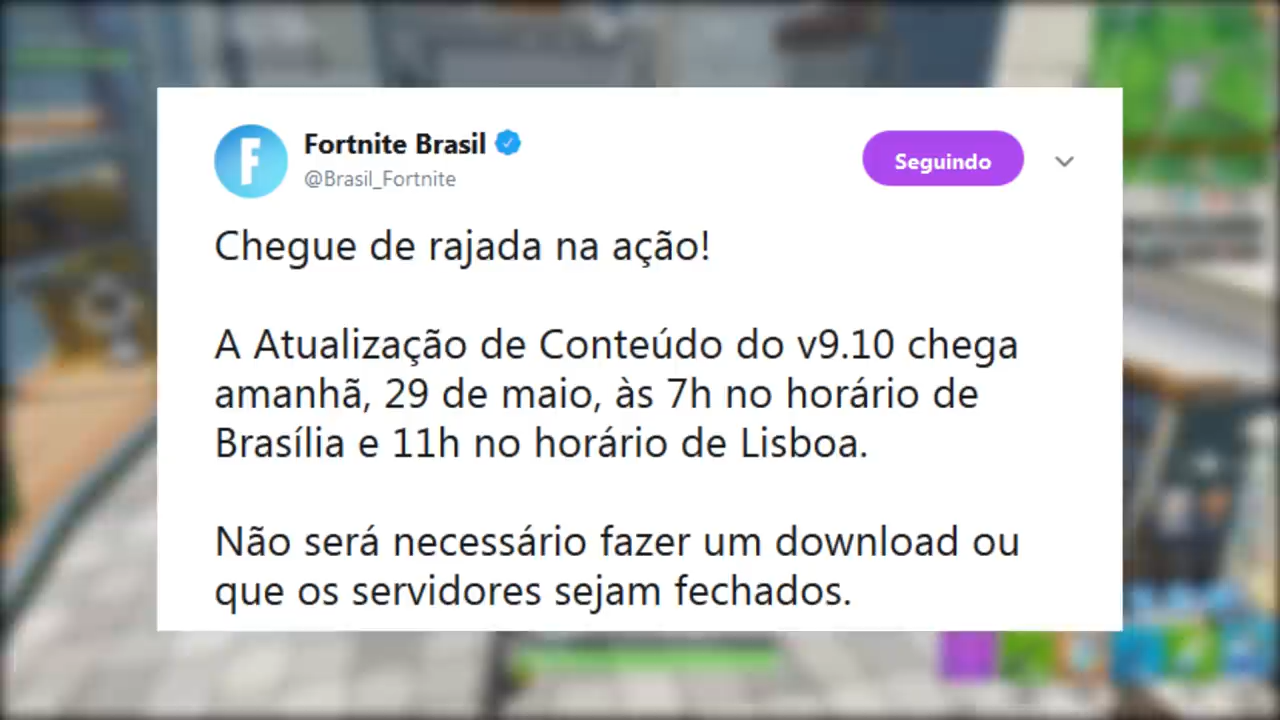 Fortnite Brasil
@Brasil_Fortnite
Seguindo
Chegue de rajada na ação!
A Atualização de Conteúdo do v9.10 chega
amanhã, 29 de maio, às 7h no horário de
Brasília e 11h no horário de Lisboa.
Não será necessário fazer um download ou
que os servidores sejam fechados.